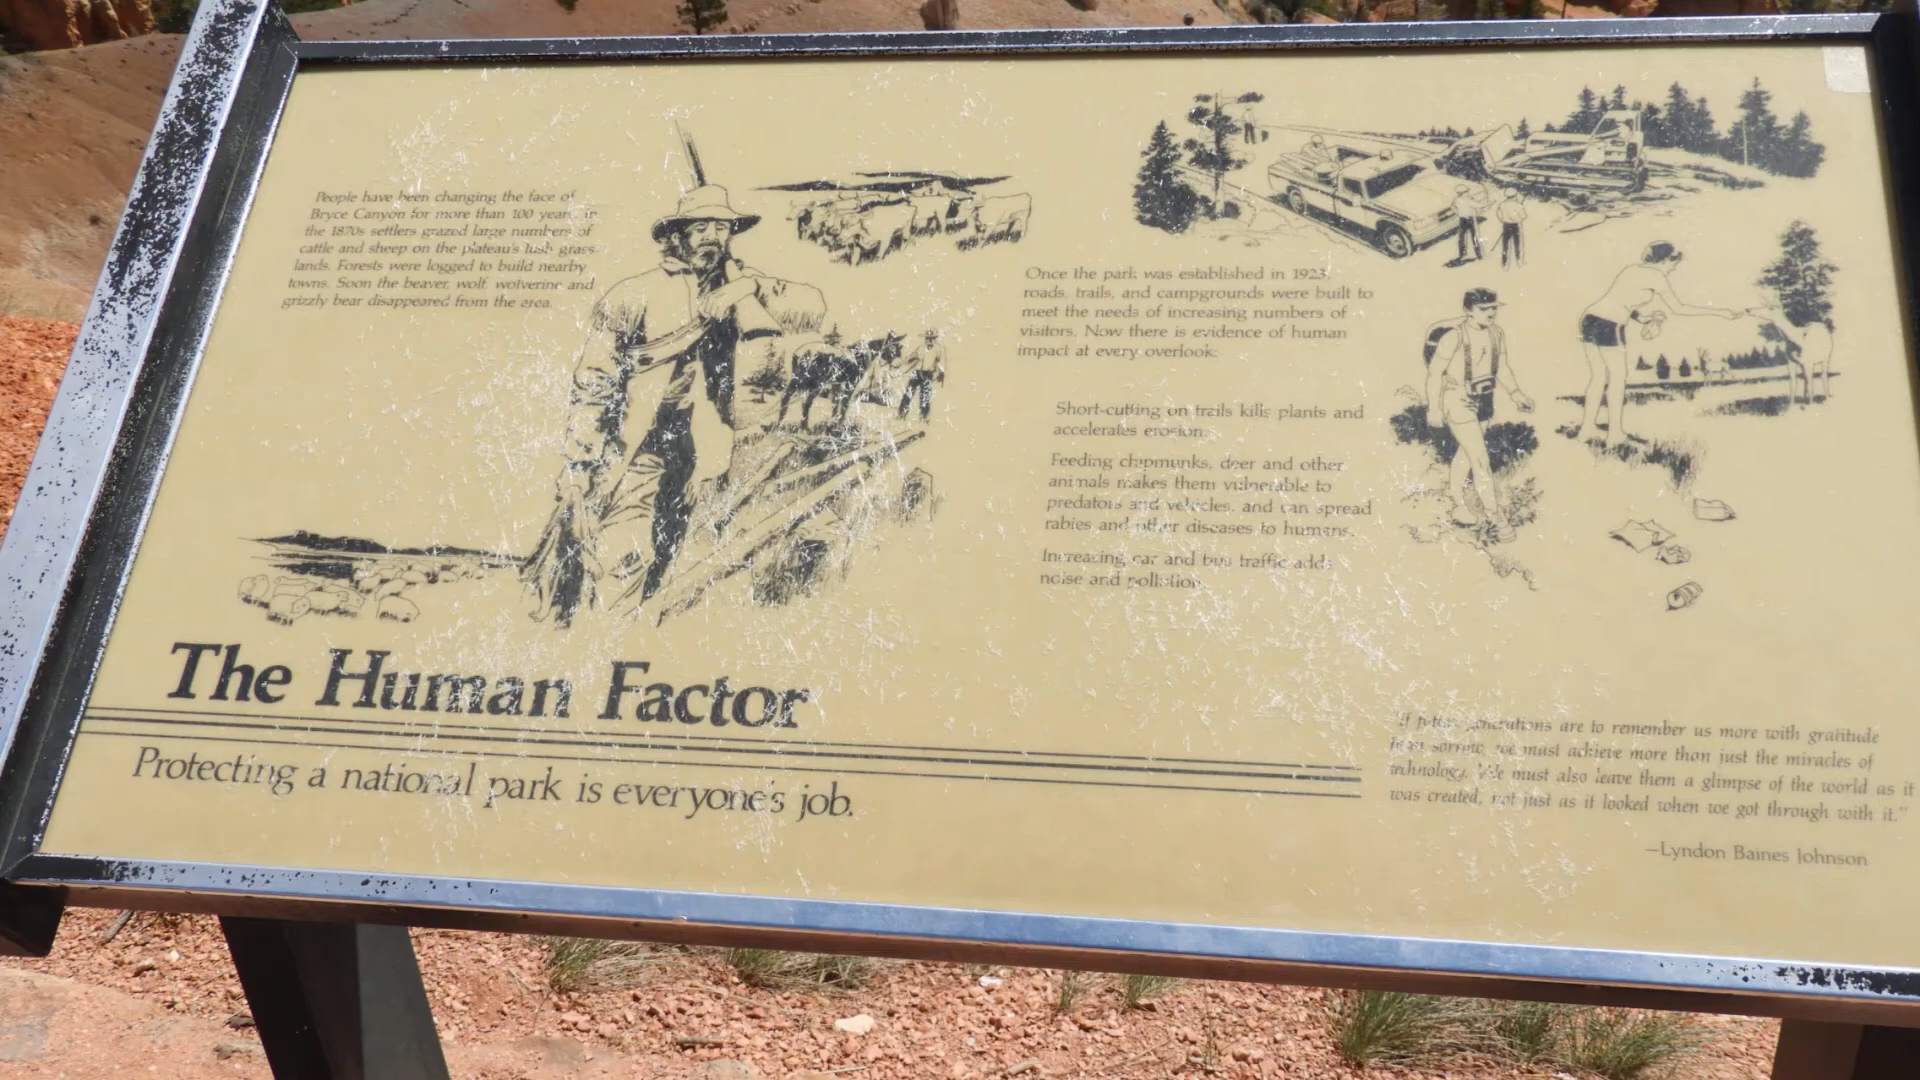 People have been changing the face of
Bryce Canyon for more than 100 years, in
the 1870s settlers grazed large numbers of
cattle and sheep on the plateau's lush grass-
lands. Forests were logged to build nearby
towns. Soon the beaver, wolf, wolverine and
grizzly bear disappeared from the area.
Once the park was established in 1923,
roads, trails, and campgrounds were built to
meet the needs of increasing numbers of
visitors. Now there is evidence of human
impact at every overlook:
Short-cutting on trails kills plants and
accelerates erosion.
Feeding chipmunks, deer and other
animals makes them vulnerable to
predators and vehicles, and can spread
rabies and other diseases to humans.
Increasing car and bus traffic adds
noise and pollution.
The Human Factor
Protecting a national park is everyone's job.
"If future generations are to remember us more with gratitude
than sorrow, we must achieve more than just the miracles of
technology. We must also leave them a glimpse of the world as it
was created, not just as it looked when we got through with it."
—Lyndon Baines Johnson